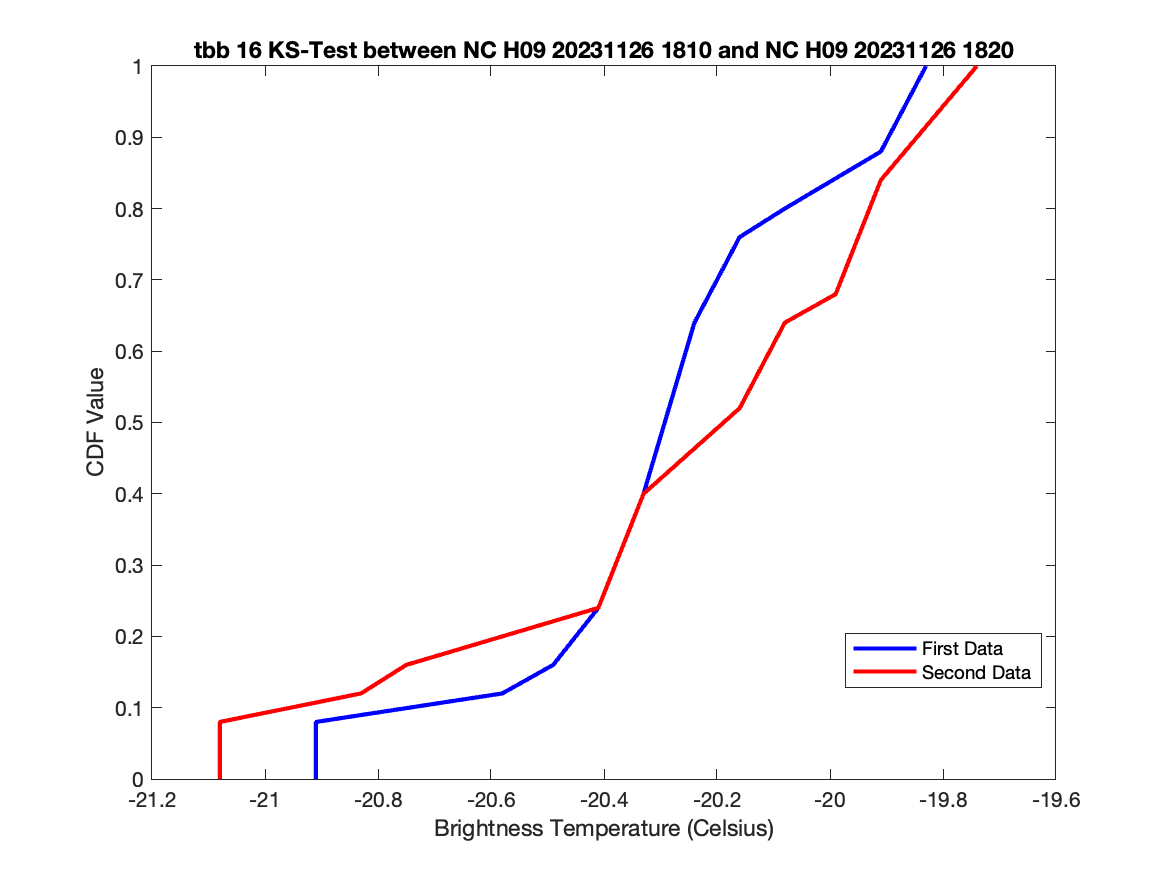 tbb 16 KS-Test between NC H09 20231126 1810 and NC H09 20231126 1820
1
0.9
0.8
0.7
0.6
0.5
0.4
0.3
0.2
0.1
0
CDF Value
First Data
Second Data
-21.2 -21 -20.8 -20.6 -20.4 -20.2 -20 -19.8 -19.6
Brightness Temperature (Celsius)